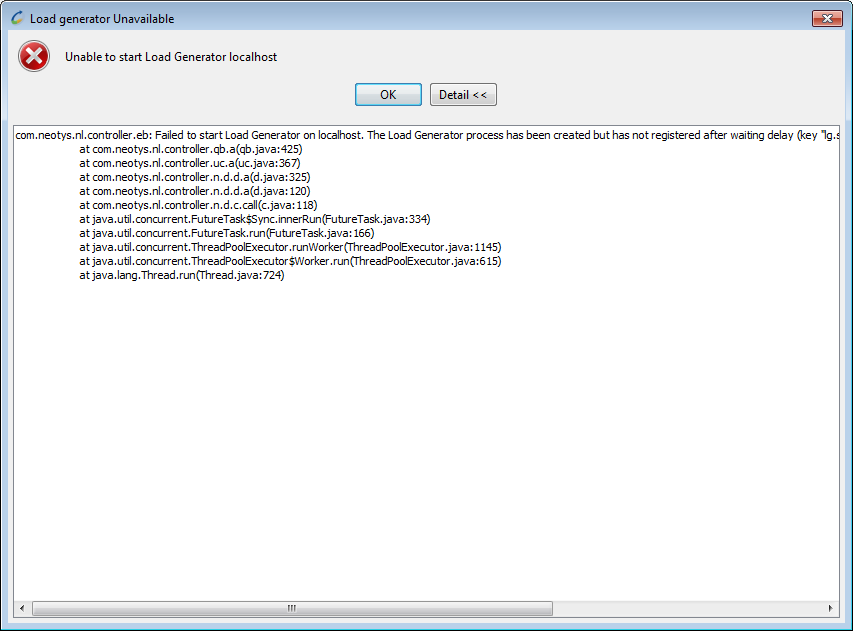 Load generator Unavailable
Unable to start Load Generator localhost
OK
Detail <<
com.neotys.nl.controller.eb: Failed to start Load Generator on localhost. The Load Generator process has been created but has not registered after waiting delay (key "lg.s
at com.neotys.nl.controller.qb.a(qb.java:425)
at com.neotys.nl.controller.uc.a(uc.java:367)
at com.neotys.nl.controller.n.d.d.a(d.java:325)
at com.neotys.nl.controller.n.d.d.a(d.java:120)
at com.neotys.nl.controller.n.d.c.call(c.java:118)
at java.util.concurrent.FutureTask$Sync.innerRun(FutureTask.java:334)
at java.util.concurrent.FutureTask.run(FutureTask.java:166)
at java.util.concurrent.ThreadPoolExecutor.runWorker(ThreadPoolExecutor.java:1145)
at java.util.concurrent.ThreadPoolExecutor$Worker.run(ThreadPoolExecutor.java:615)
at java.lang.Thread.run(Thread.java:724)